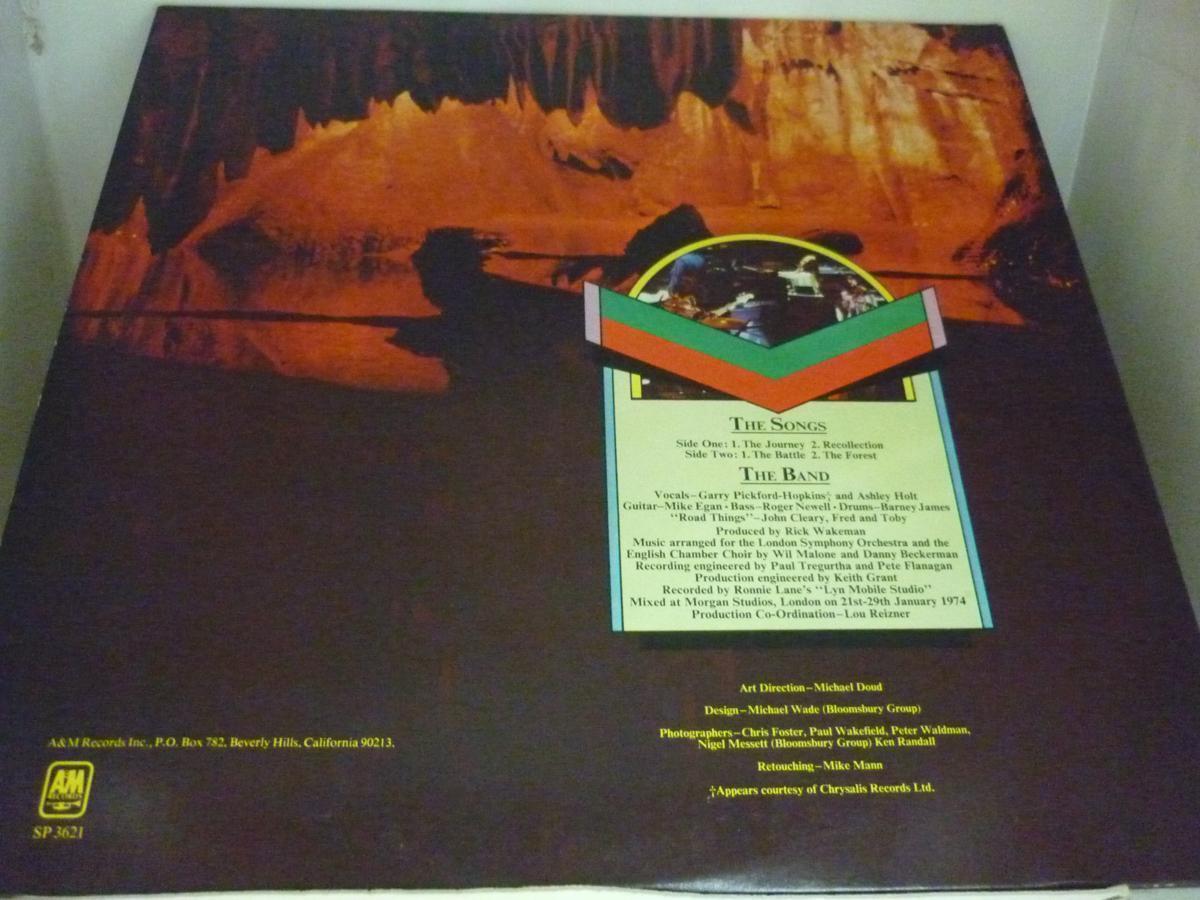 THE SONGS
Side One: 1. The Journey 2. Recollection
Side Two: 1. The Battle 2. The Forest
THE BAND
Vocals–Garry Pickford-Hopkins† and Ashley Holt
Guitar–Mike Egan · Bass–Roger Newell · Drums–Barney James
“Road Things”–John Cleary, Fred and Toby
Produced by Rick Wakeman
Music arranged for the London Symphony Orchestra and the
English Chamber Choir by Wil Malone and Danny Beckerman
Recording engineered by Paul Tregurtha and Pete Flanagan
Production engineered by Keith Grant
Recorded by Ronnie Lane's “Lyn Mobile Studio”
Mixed at Morgan Studios, London on 21st-29th January 1974
Production Co-Ordination–Lou Reizner
Art Direction–Michael Doud
Design–Michael Wade (Bloomsbury Group)
Photographers–Chris Foster, Paul Wakefield, Peter Waldman,
Nigel Messett (Bloomsbury Group) Ken Randall
Retouching–Mike Mann
†Appears courtesy of Chrysalis Records Ltd.
A&M Records Inc., P.O. Box 782, Beverly Hills, California 90213.
A&M
RECORDS
SP 3621